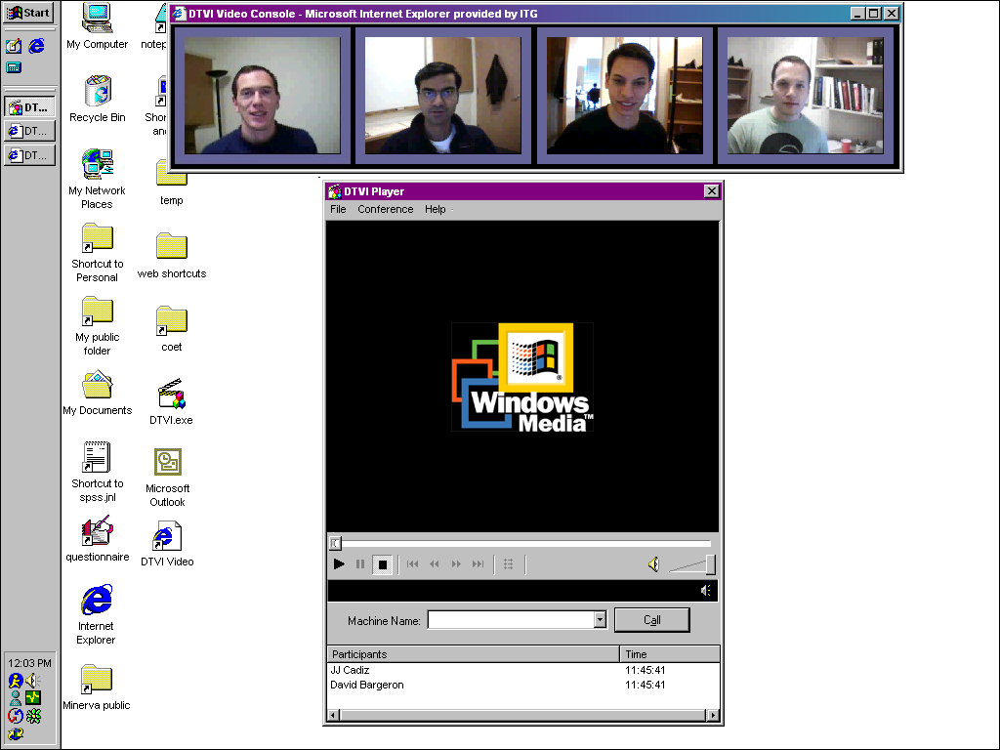 Start
DT...
DT...
DT...
12:03 PM
My Computer
Recycle Bin
My Network
Places
Shortcut to
Personal
My public
folder
My Documents
Shortcut to
spss.jnl
questionnaire
Internet
Explorer
Minerva public
notep
Shor
an
temp
web shortcuts
coet
DTVI.exe
Microsoft
Outlook
DTVI Video
DTVI Video Console - Microsoft Internet Explorer provided by ITG
DTVI Player
File Conference Help
Windows
Media™
Machine Name:
Call
Participants Time
JJ Cadiz 11:45:41
David Bargeron 11:45:41